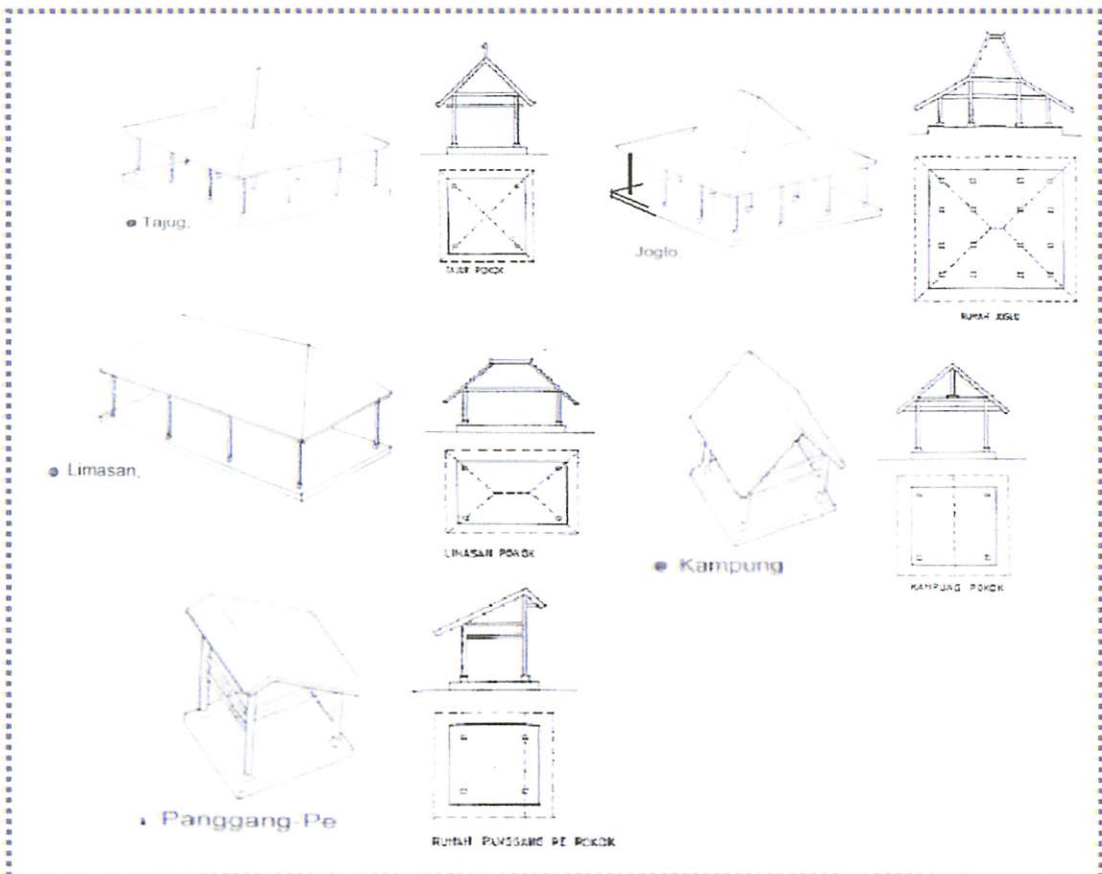 Tajug.
TAJUG POKOK
Joglo.
RUMAH JOGLO
Limasan.
LIMASAN POKOK
Kampung
KAMPUNG POKOK
Panggang-Pe
RUMAH PANGGANG PE POKOK